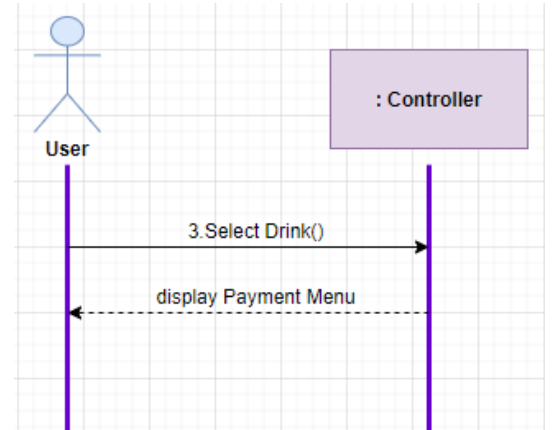 : Controller
User
3.Select Drink()
display Payment Menu